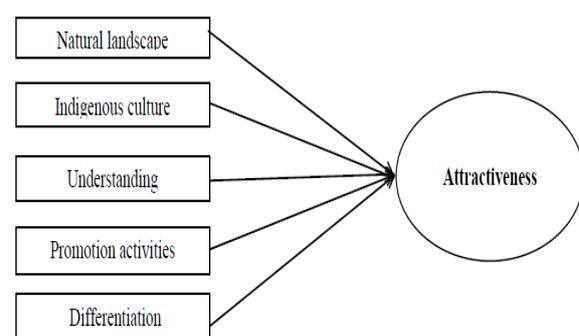 Natural landscape
Indigenous culture
Understanding
Promotion activities
Differentiation
Attractiveness